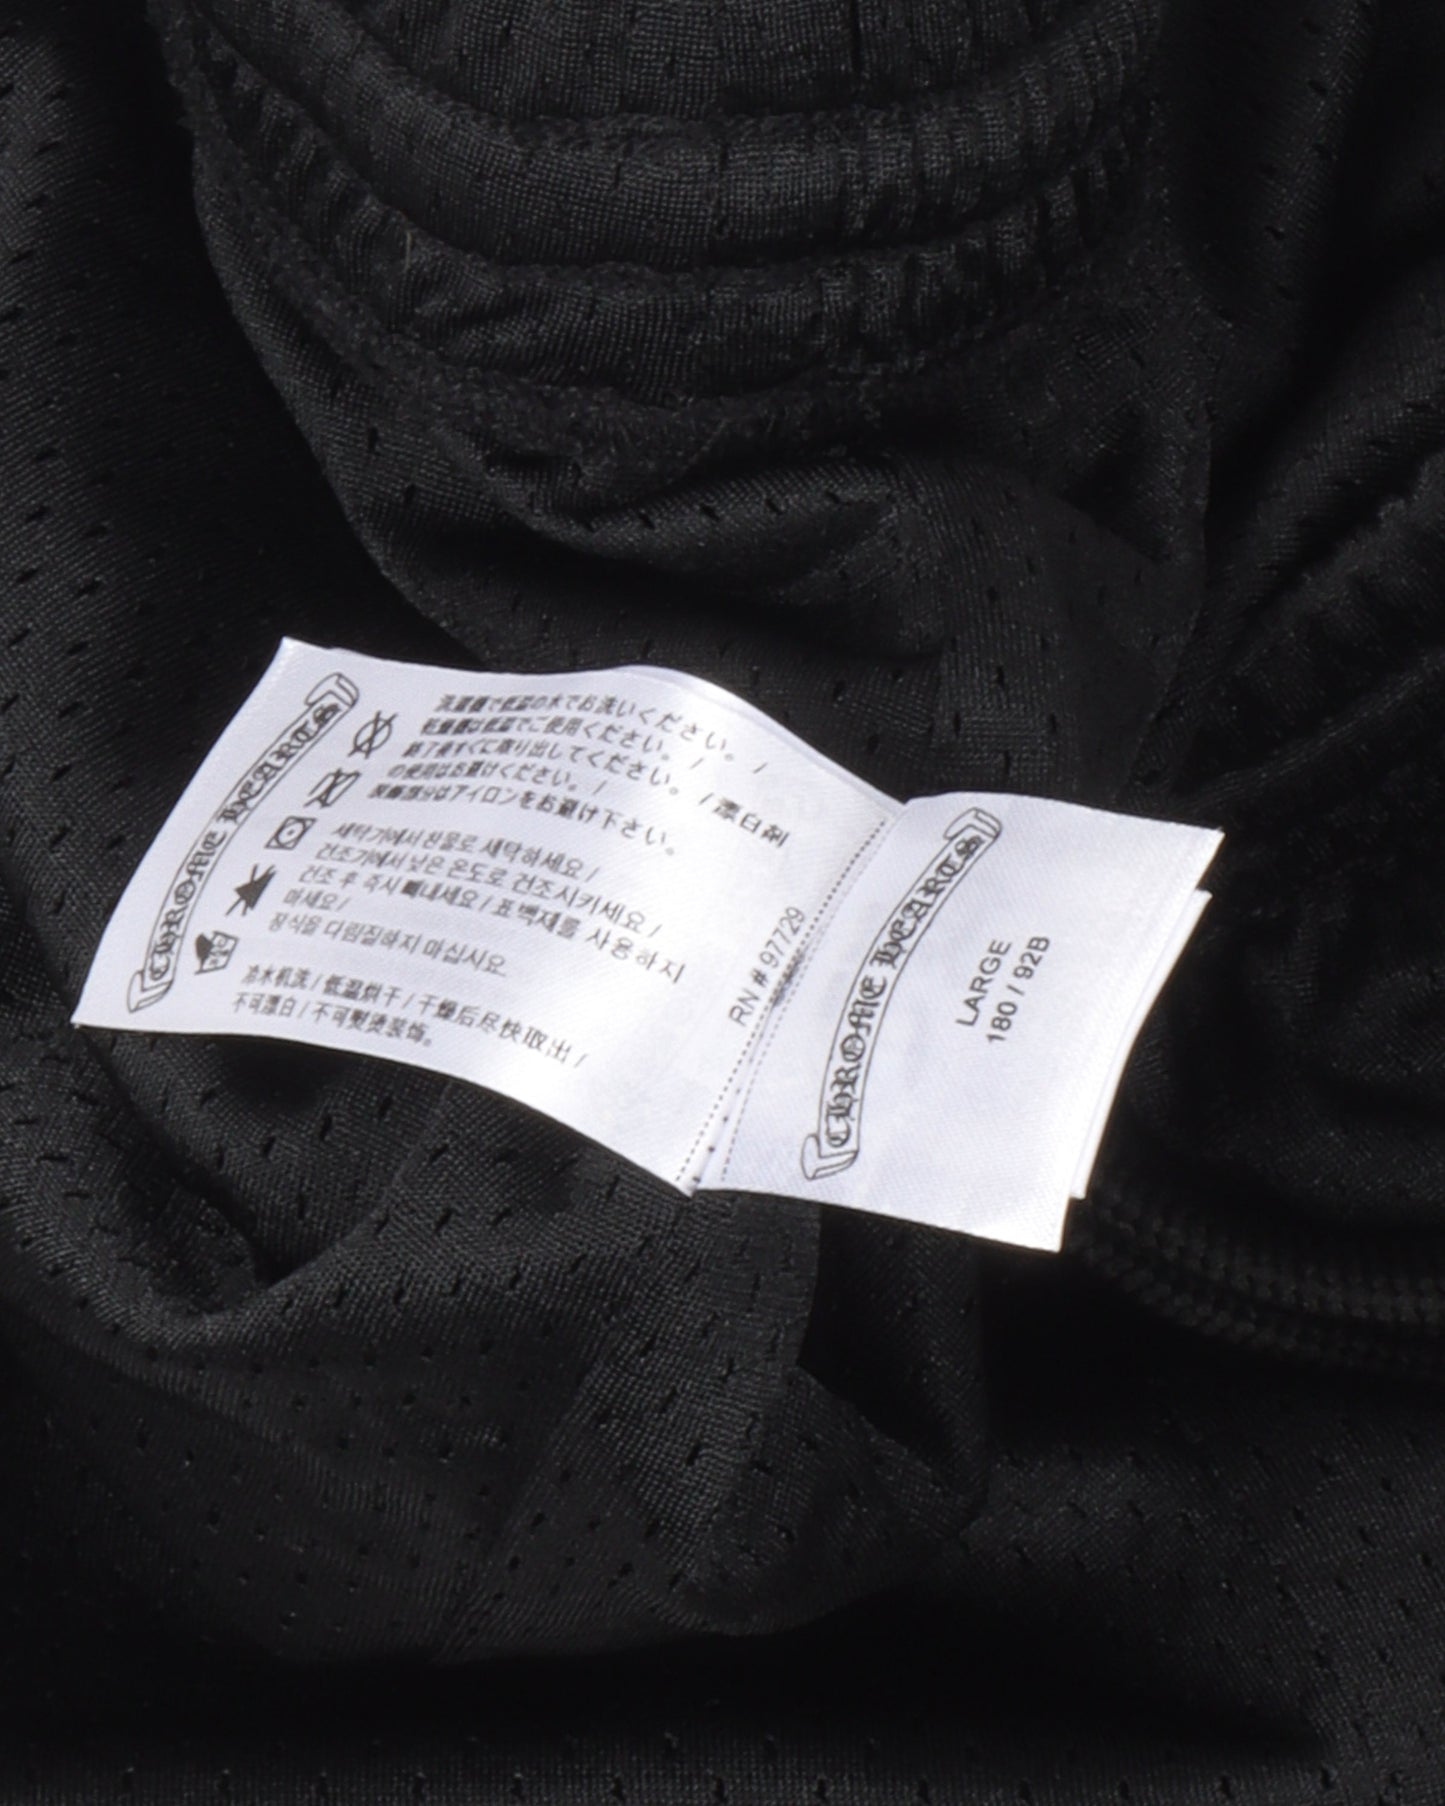 CHROME HEARTS
洗濯機で低温の水でお洗いください。/
乾燥機は低温でご使用ください。/
終了後すぐに取り出してください。/ 漂白剤
の使用はお避けください。/
装飾部分はアイロンをお避け下さい。
세탁기에서 찬물로 세탁하세요 /
건조기에서 낮은 온도로 건조시키세요 /
건조 후 즉시 빼내세요 / 표백제를 사용하지
마세요 /
장식을 다림질하지 마십시요.
冷水机洗 / 低温烘干 / 干燥后尽快取出 /
不可漂白 / 不可熨烫装饰。
RN # 97729
CHROME HEARTS
LARGE
180 / 92B